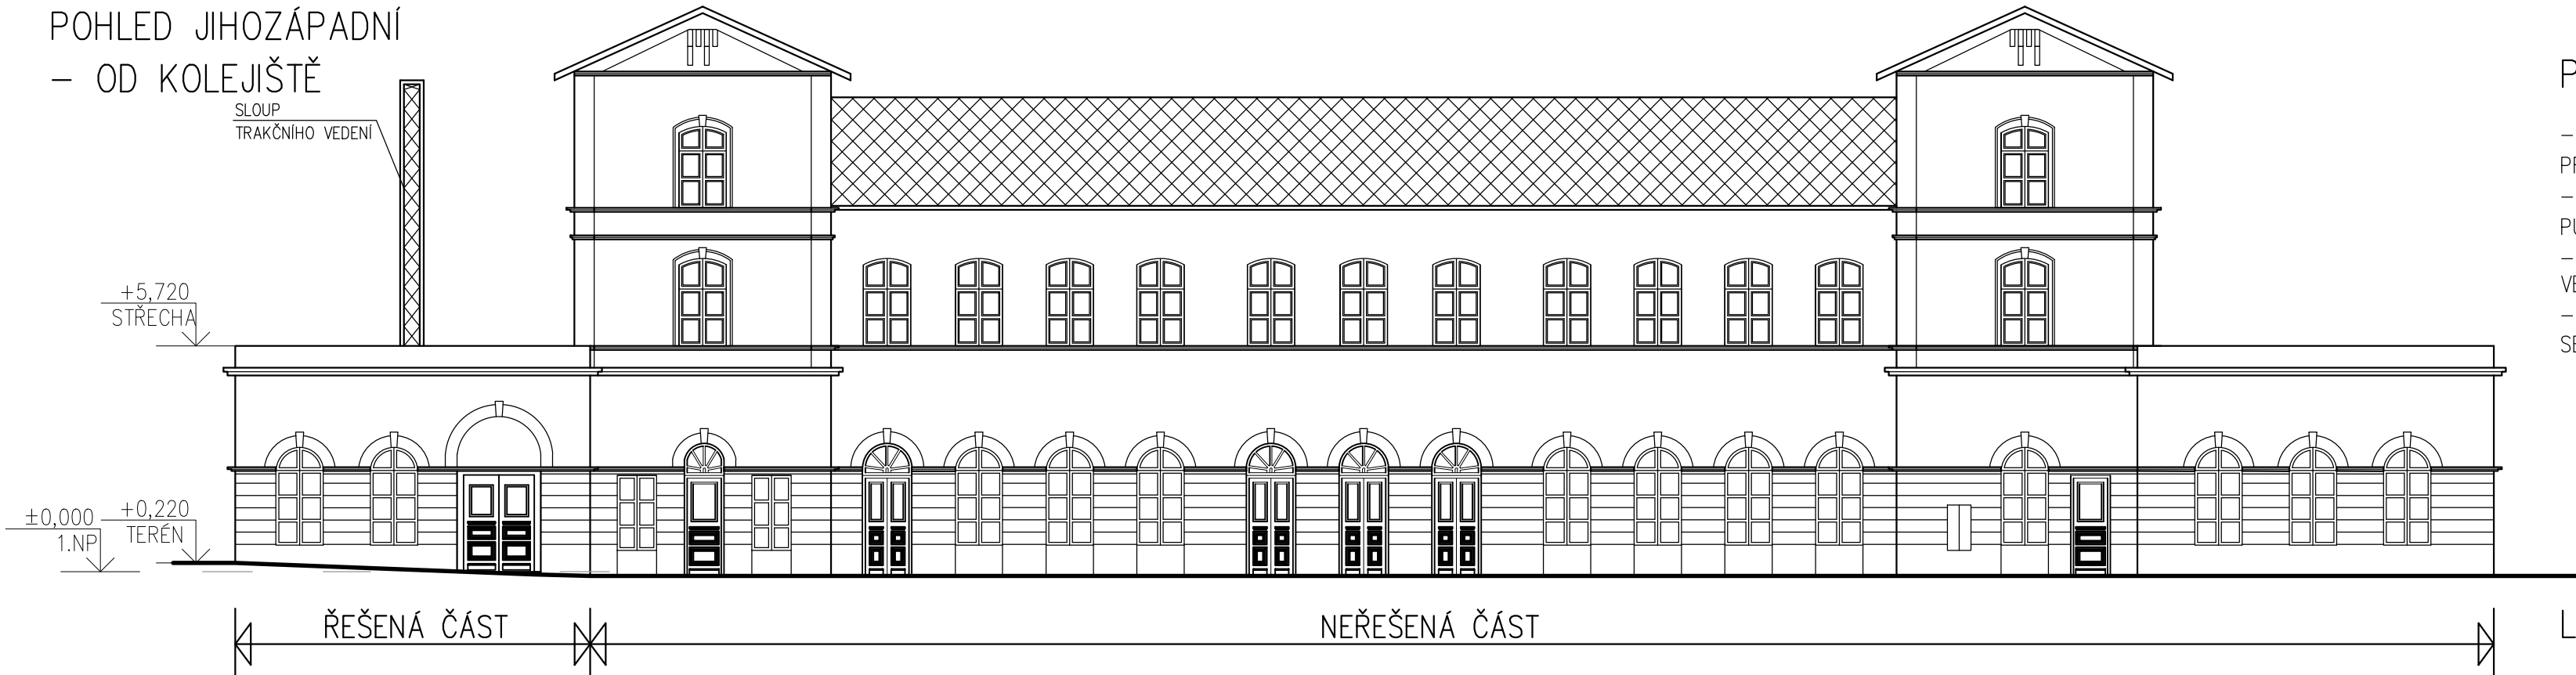 POHLED JIHOZÁPADNÍ
– OD KOLEJIŠTĚ
SLOUP
TRAKČNÍHO VEDENÍ
+5,720
STŘECHA
±0,000
1.NP
+0,220
TERÉN
ŘEŠENÁ ČÁST
NEŘEŠENÁ ČÁST